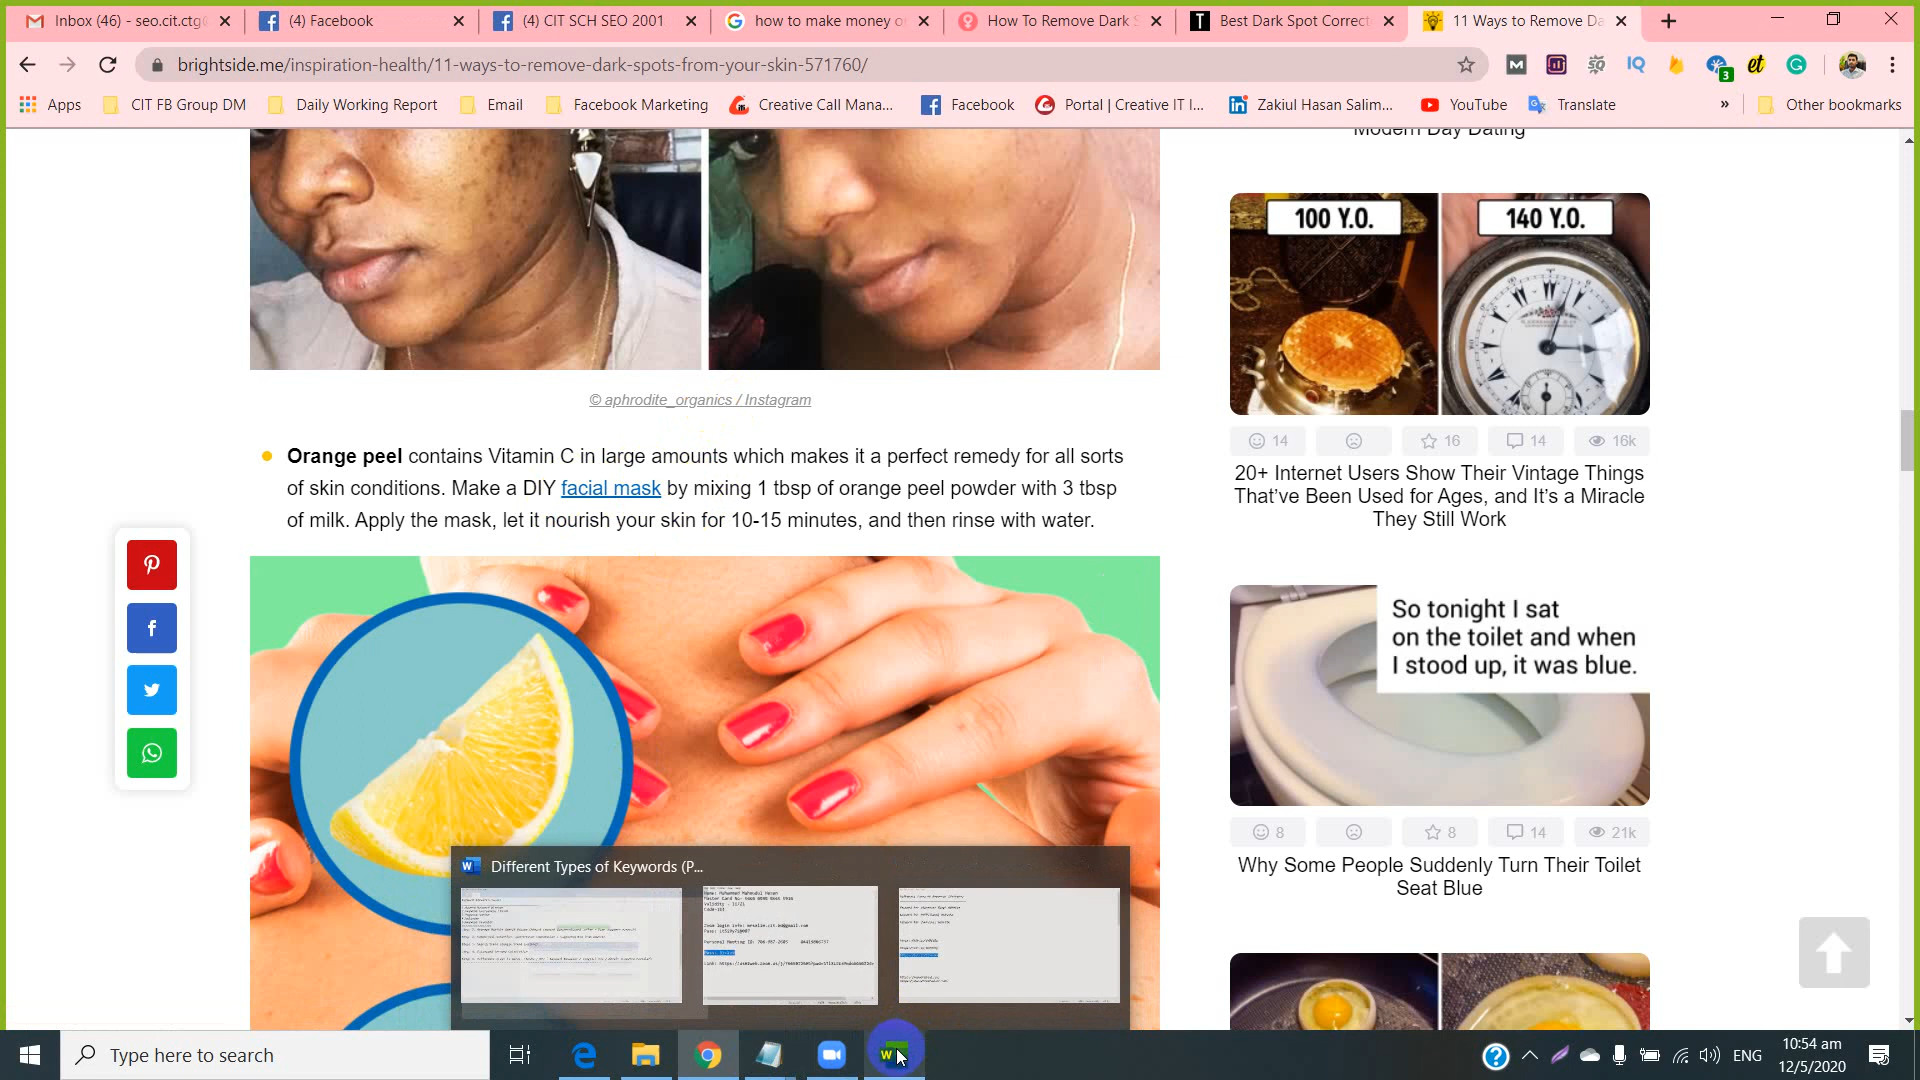 Inbox (46) - seo.cit.ctg
(4) Facebook
(4) CIT SCH SEO 2001
how to make money o
How To Remove Dark S
Best Dark Spot Correct
11 Ways to Remove Da
brightside.me/inspiration-health/11-ways-to-remove-dark-spots-from-your-skin-571760/
3
Apps
CIT FB Group DM
Daily Working Report
Email
Facebook Marketing
Creative Call Mana...
Facebook
Portal | Creative IT I...
Zakiul Hasan Salim...
YouTube
Translate
»
Other bookmarks
Modern Day Dating
100 Y.O.
140 Y.O.
© aphrodite_organics / Instagram
14
16
14
16k
Orange peel contains Vitamin C in large amounts which makes it a perfect remedy for all sorts
of skin conditions. Make a DIY facial mask by mixing 1 tbsp of orange peel powder with 3 tbsp
of milk. Apply the mask, let it nourish your skin for 10-15 minutes, and then rinse with water.
20+ Internet Users Show Their Vintage Things
That've Been Used for Ages, and It's a Miracle
They Still Work
So tonight I sat
on the toilet and when
I stood up, it was blue.
8
8
14
21k
Why Some People Suddenly Turn Their Toilet
Seat Blue
Different Types of Keywords (P...
Type here to search
ENG
10:54 am
12/5/2020